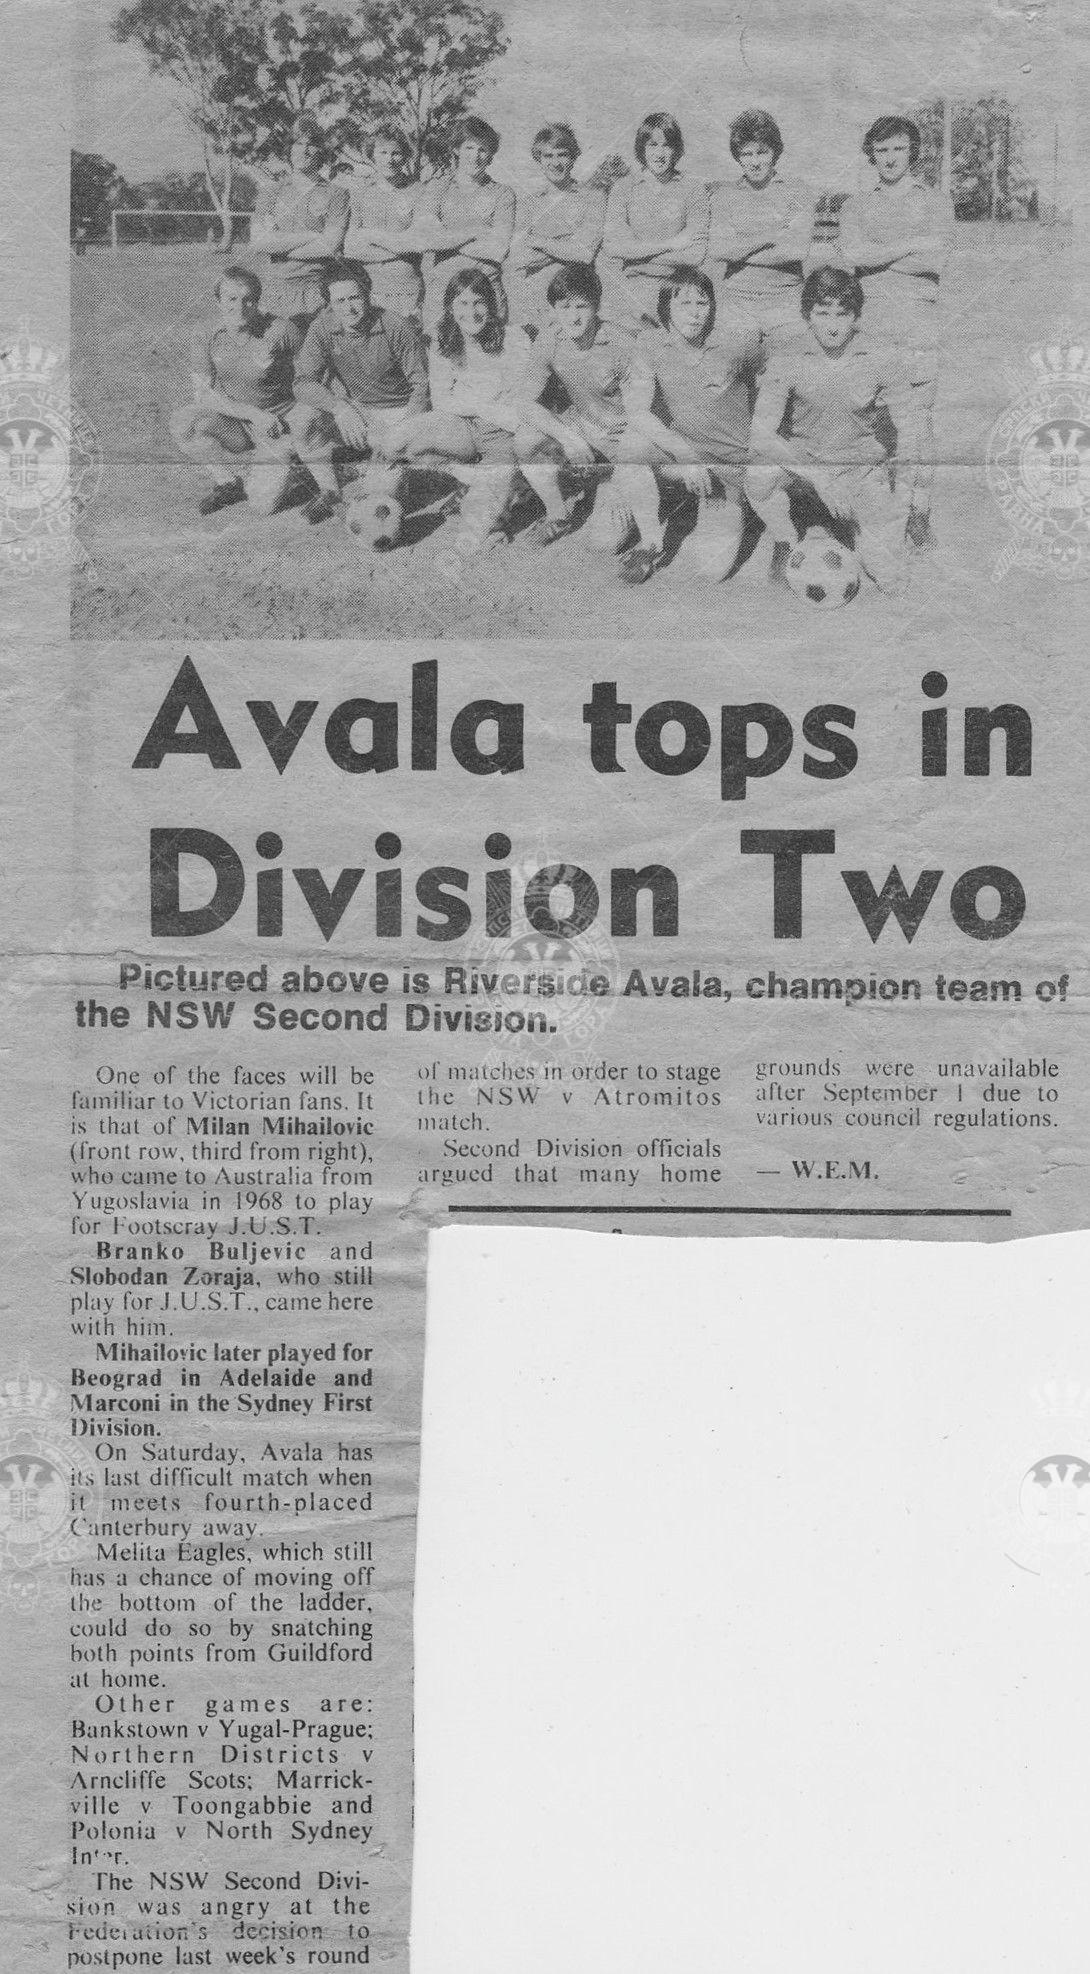 Avala tops in
Division Two
Pictured above is Riverside Avala, champion team of
the NSW Second Division.
One of the faces will be
familiar to Victorian fans. It
is that of Milan Mihailovic
(front row, third from right),
who came to Australia from
Yugoslavia in 1968 to play
for Footscray J.U.S.T.
Branko Buljevic and
Slobodan Zoraja, who still
play for J.U.S.T., came here
with him.
Mihailovic later played for
Beograd in Adelaide and
Marconi in the Sydney First
Division.
On Saturday, Avala has
its last difficult match when
it meets fourth-placed
Canterbury away.
Melita Eagles, which still
has a chance of moving off
the bottom of the ladder,
could do so by snatching
both points from Guildford
at home.
Other games are:
Bankstown v Yugal-Prague;
Northern Districts v
Arncliffe Scots; Marrick-
ville v Toongabbie and
Polonia v North Sydney
Inter.
The NSW Second Divi-
sion was angry at the
Federation's decision to
postpone last week's round
of matches in order to stage
the NSW v Atromitos
match.
Second Division officials
argued that many home
grounds were unavailable
after September 1 due to
various council regulations.
— W.E.M.